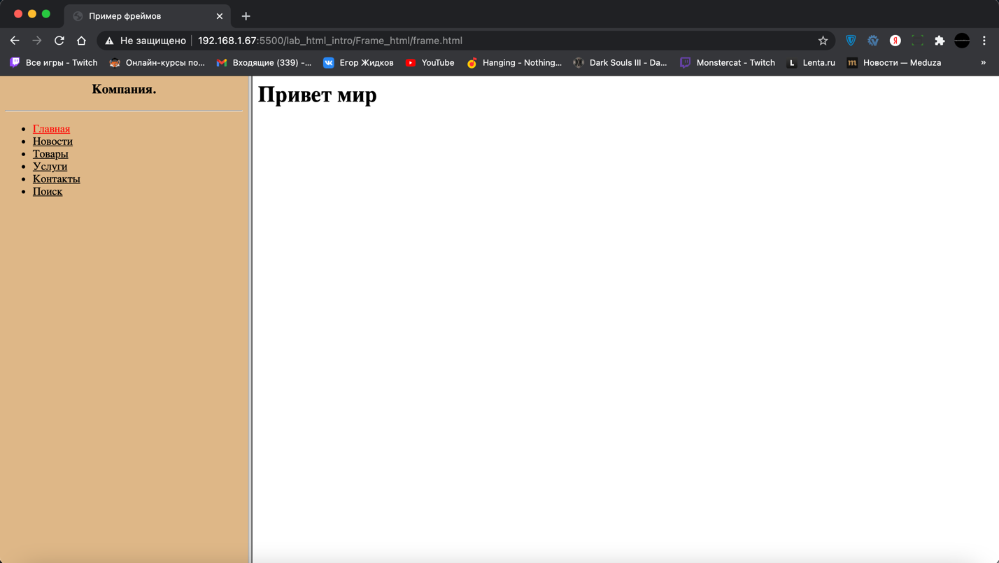 Пример фреймов
Не защищено 192.168.1.67:5500/lab_html_intro/Frame_html/frame.html
Я
Все игры - Twitch Онлайн-курсы по... Входящие (339) -... Егор Жидков YouTube Hanging - Nothing... Dark Souls III - Da... Monstercat - Twitch L Lenta.ru m Новости — Meduza »
Компания.
Привет мир
Главная
Новости
Товары
Услуги
Контакты
Поиск